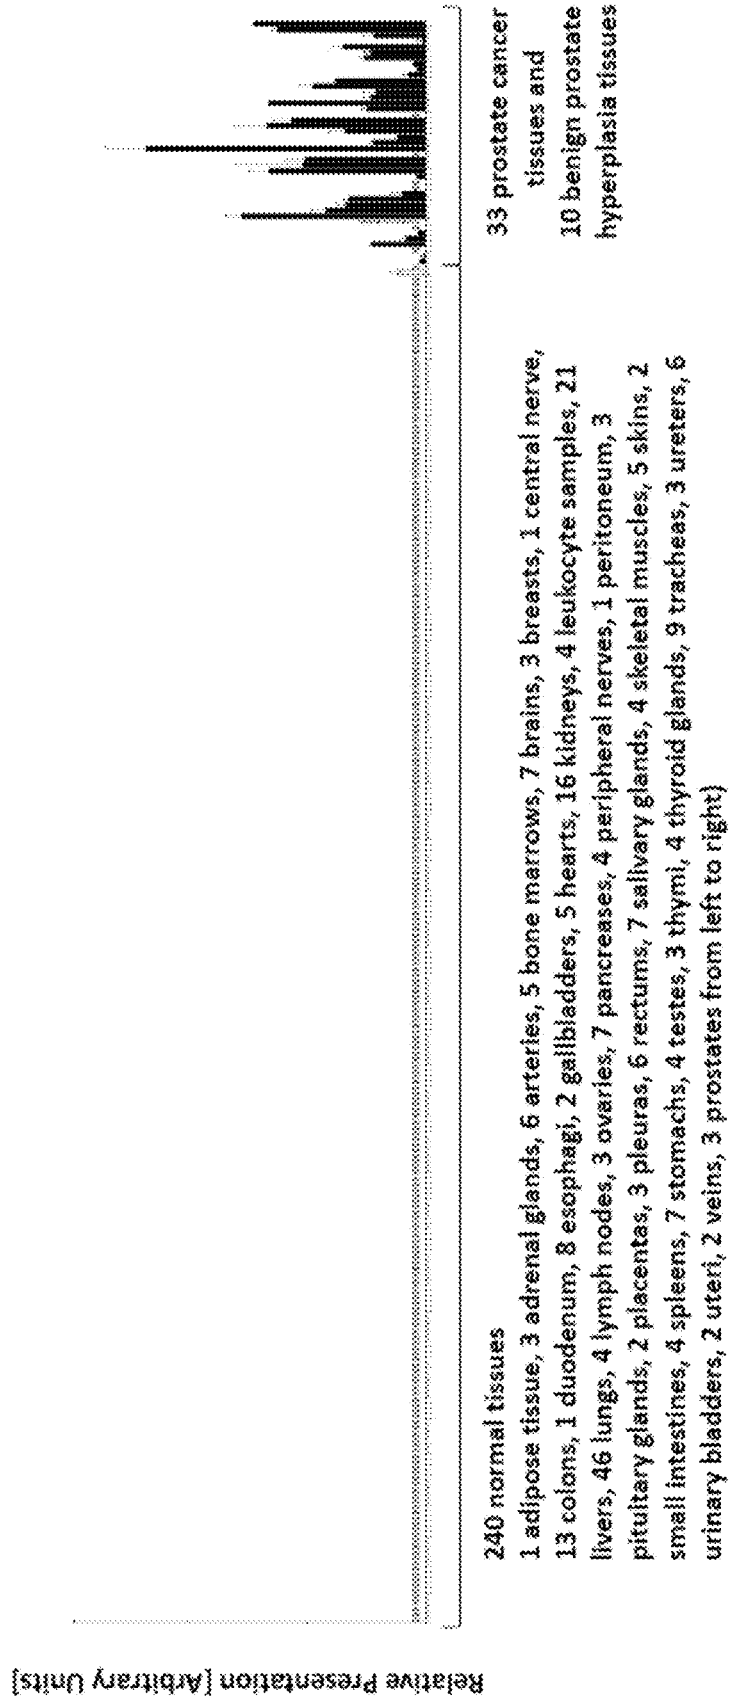 Relative Presentation [Arbitrary Units]
240 normal tissues
1 adipose tissue, 3 adrenal glands, 6 arteries, 5 bone marrows, 7 brains, 3 breasts, 1 central nerve,
13 colons, 1 duodenum, 8 esophagi, 2 gallbladders, 5 hearts, 16 kidneys, 4 leukocyte samples, 21
livers, 46 lungs, 4 lymph nodes, 3 ovaries, 7 pancreases, 4 peripheral nerves, 1 peritoneum, 3
pituitary glands, 2 placentas, 3 pleuras, 6 rectums, 7 salivary glands, 4 skeletal muscles, 5 skins, 2
small intestines, 4 spleens, 7 stomachs, 4 testes, 3 thymi, 4 thyroid glands, 9 tracheas, 3 ureters, 6
urinary bladders, 2 uteri, 2 veins, 3 prostates from left to right)
33 prostate cancer
tissues and
10 benign prostate
hyperplasia tissues